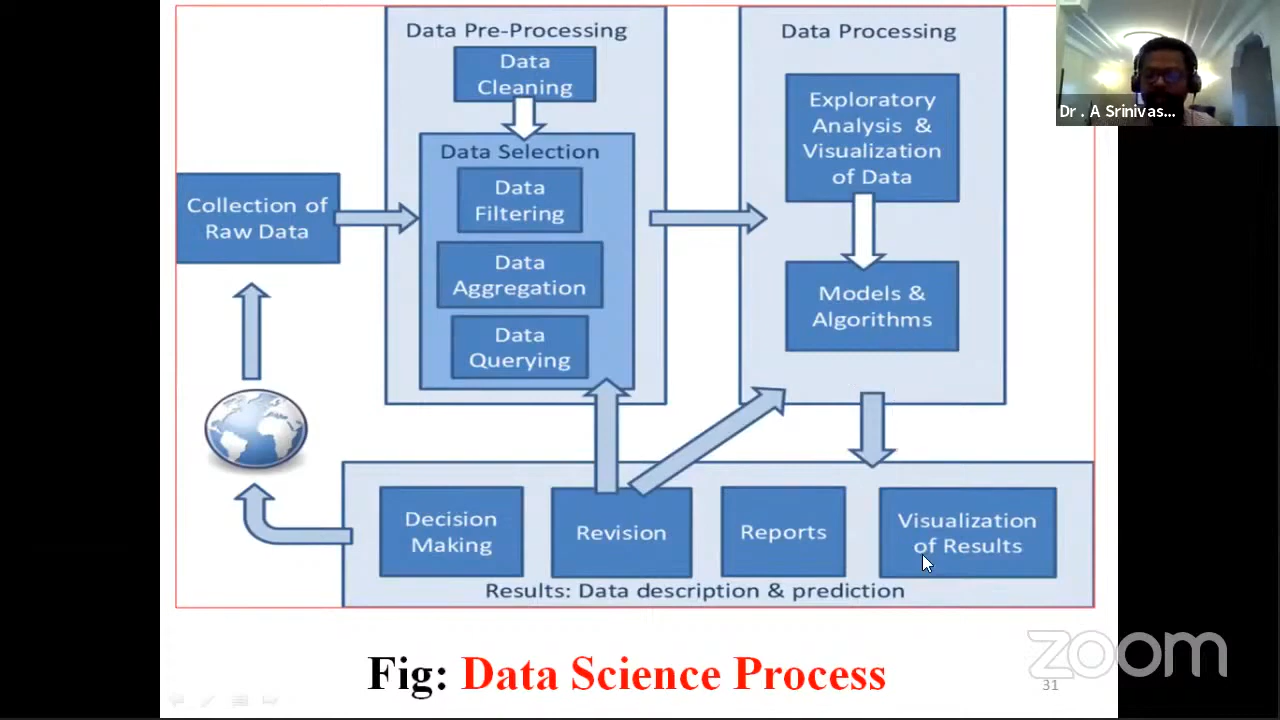 Data Pre-Processing
Data
Cleaning
Data Selection
Data
Filtering
Data
Aggregation
Data
Querying
Collection of
Raw Data
Data Processing
Exploratory
Analysis &
Visualization
of Data
Models &
Algorithms
Decision
Making
Revision
Reports
Visualization
of Results
Results: Data description & prediction
Fig: Data Science Process
31
zoom
Dr . A Srinivas...